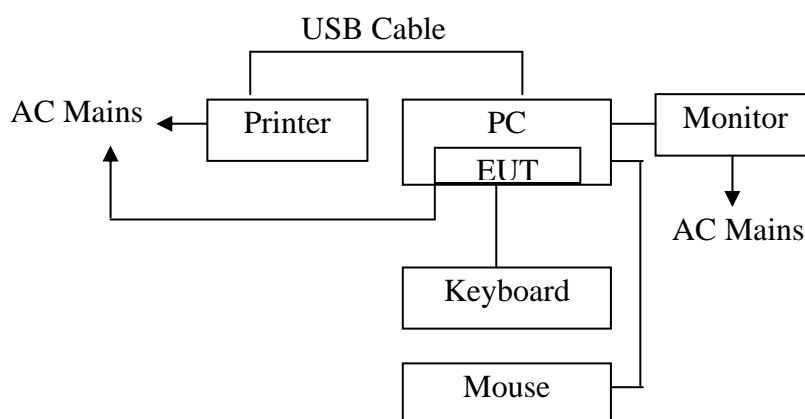 USB Cable
AC Mains
Printer
PC
Monitor
EUT
AC Mains
Keyboard
Mouse